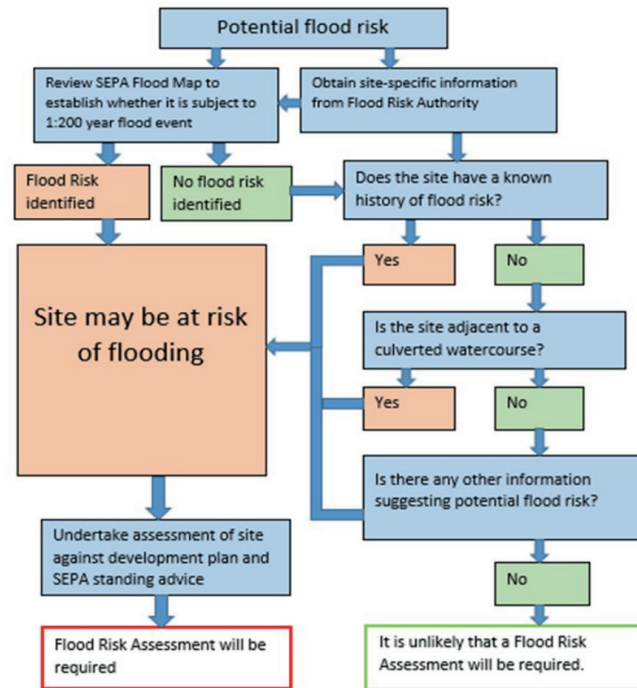 Potential flood risk
Review SEPA Flood Map to
establish whether it is subject to
1:200 year flood event
Obtain site-specific information
from Flood Risk Authority
Flood Risk
identified
No flood risk
identified
Does the site have a known
history of flood risk?
Yes
No
Site may be at risk
of flooding
Is the site adjacent to a
culverted watercourse?
Yes
No
Is there any other information
suggesting potential flood risk?
Undertake assessment of site
against development plan and
SEPA standing advice
No
Flood Risk Assessment will be
required
It is unlikely that a Flood Risk
Assessment will be required.